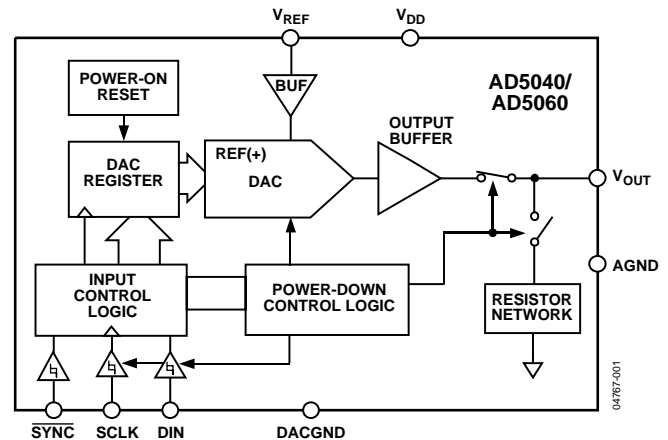 VREF
VDD
POWER-ON
RESET
BUF
AD5040/
AD5060
OUTPUT
BUFFER
DAC
REGISTER
REF(+)
DAC
VOUT
INPUT
CONTROL
LOGIC
POWER-DOWN
CONTROL LOGIC
AGND
RESISTOR
NETWORK
04767-001
SYNC
SCLK
DIN
DACGND